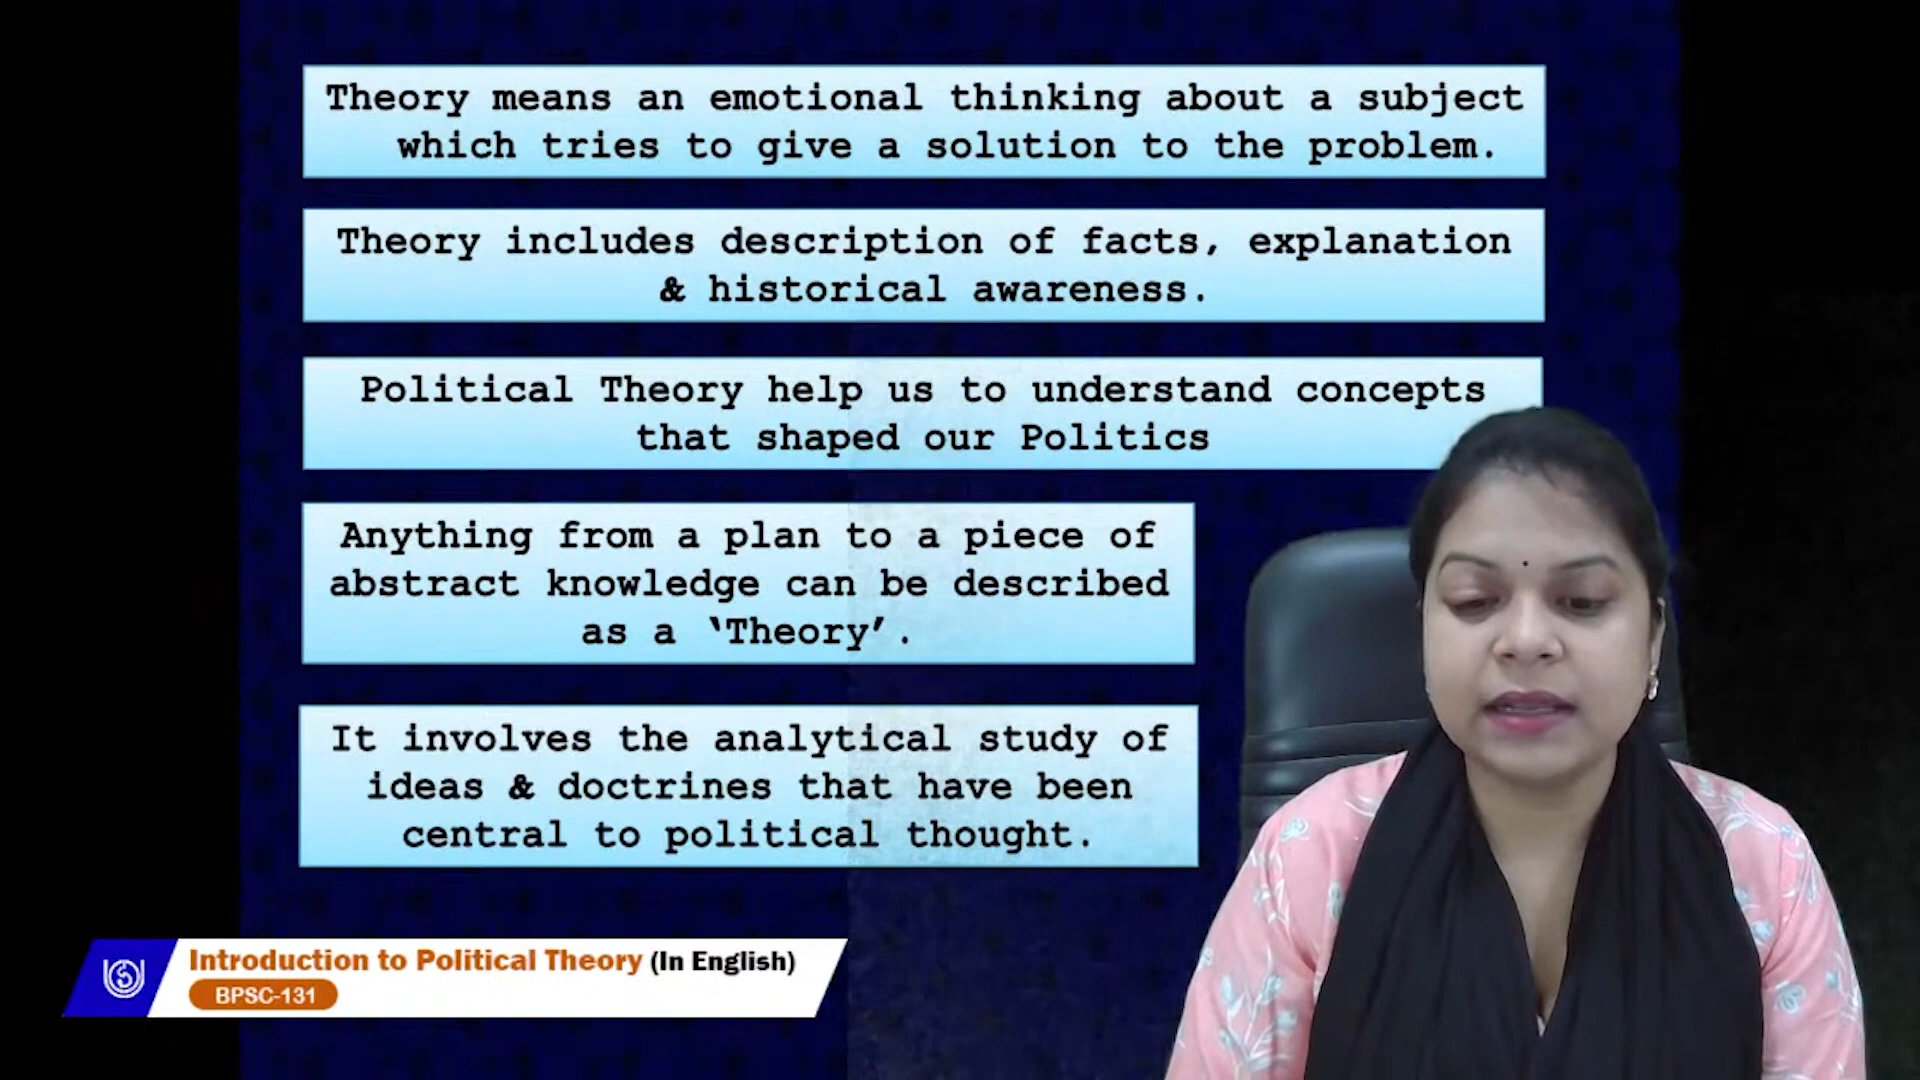 Theory means an emotional thinking about a subject
which tries to give a solution to the problem.
Theory includes description of facts, explanation
& historical awareness.
Political Theory help us to understand concepts
that shaped our Politics
Anything from a plan to a piece of
abstract knowledge can be described
as a ‘Theory’.
It involves the analytical study of
ideas & doctrines that have been
central to political thought.
Introduction to Political Theory (In English)
BPSC-131